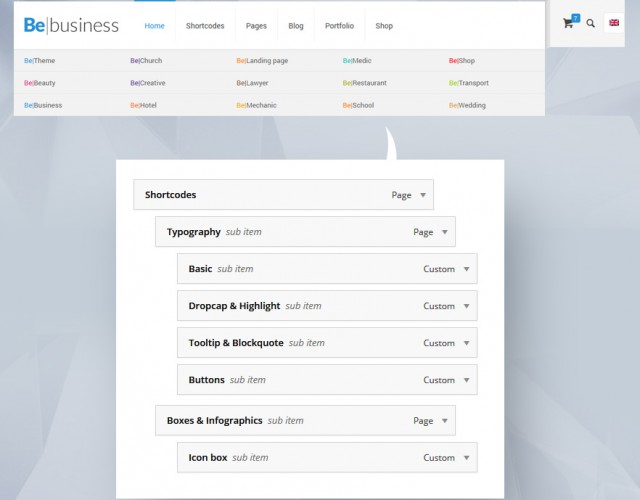 Be|business Home Shortcodes Pages Blog Portfolio Shop 7
Be|Theme Be|Church Be|Landing page Be|Medic Be|Shop
Be|Beauty Be|Creative Be|Lawyer Be|Restaurant Be|Transport
Be|Business Be|Hotel Be|Mechanic Be|School Be|Wedding
Shortcodes Page
Typography sub item Page
Basic sub item Custom
Dropcap & Highlight sub item Custom
Tooltip & Blockquote sub item Custom
Buttons sub item Custom
Boxes & Infographics sub item Page
Icon box sub item Custom